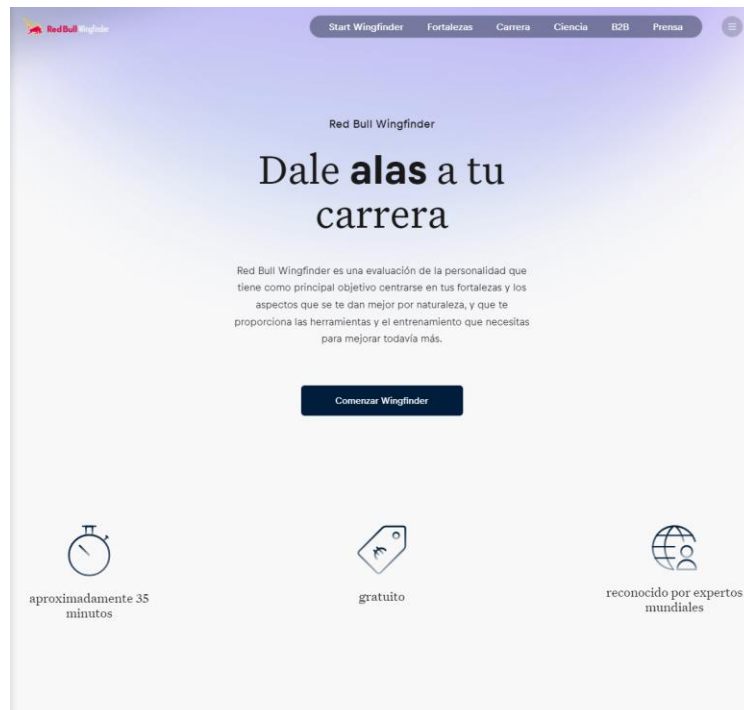 Red Bull Wingfinder
Start Wingfinder Fortalezas Carrera Ciencia B2B Prensa
Red Bull Wingfinder
Dale alas a tu
carrera
Red Bull Wingfinder es una evaluación de la personalidad que
tiene como principal objetivo centrarse en tus fortalezas y los
aspectos que se te dan mejor por naturaleza, y que te
proporciona las herramientas y el entrenamiento que necesitas
para mejorar todavía más.
Comenzar Wingfinder
aproximadamente 35
minutos
€
gratuito
reconocido por expertos
mundiales